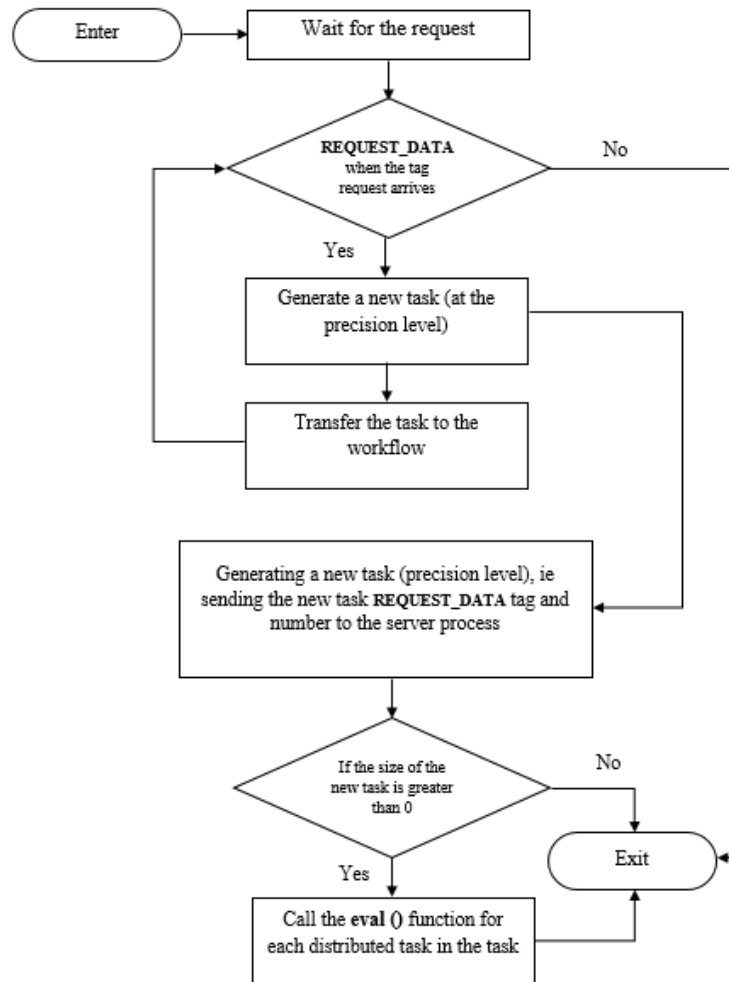 Enter
Wait for the request
REQUEST_DATA
when the tag
request arrives
No
Yes
Generate a new task (at the
precision level)
Transfer the task to the
workflow
Generating a new task (precision level), ie
sending the new task REQUEST_DATA tag and
number to the server process
If the size of the
new task is greater
than 0
No
Yes
Exit
Call the eval () function for
each distributed task in the task